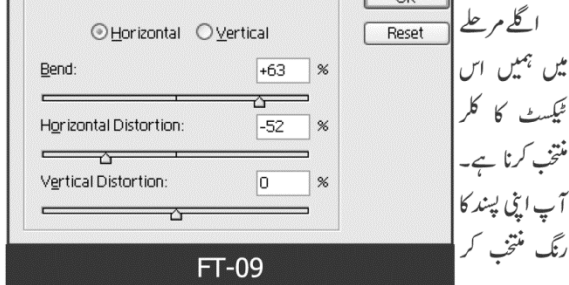 OK
Horizontal Vertical
Reset
Bend: +63 %
Horizontal Distortion: -52 %
Vertical Distortion: 0 %
FT-09
اگلے مرحلے
میں ہمیں اس
ٹیکسٹ کا کلر
منتخب کرنا ہے۔
آپ اپنی پسند کا
رنگ منتخب کر